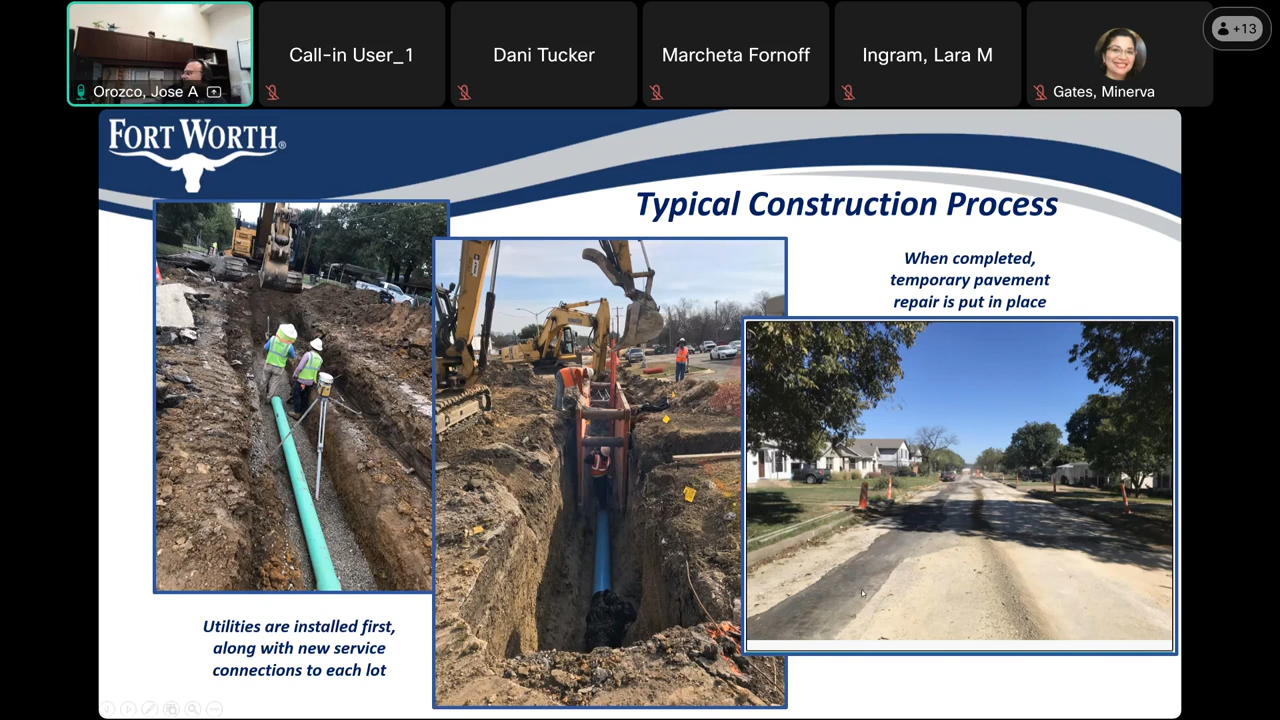 Orozco, Jose A
Call-in User_1
Dani Tucker
Marcheta Fornoff
Ingram, Lara M
Gates, Minerva
+13
FORT WORTH®
Typical Construction Process
When completed,
temporary pavement
repair is put in place
Utilities are installed first,
along with new service
connections to each lot